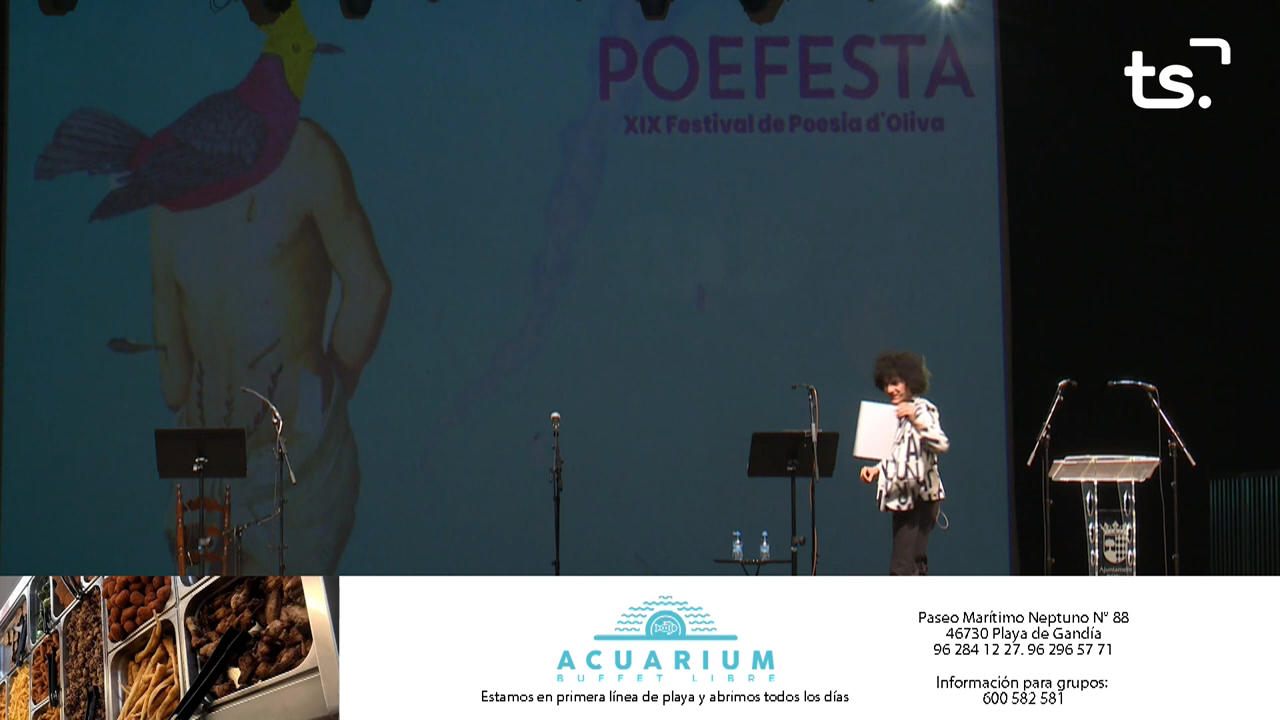 POEFESTA
XIX Festival de Poesia d'Oliva
ts.
Ajuntament
ACUARIUM
BUFFET LIBRE
Estamos en primera línea de playa y abrimos todos los días
Paseo Marítimo Neptuno Nº 88
46730 Playa de Gandía
96 284 12 27. 96 296 57 71
Información para grupos:
600 582 581